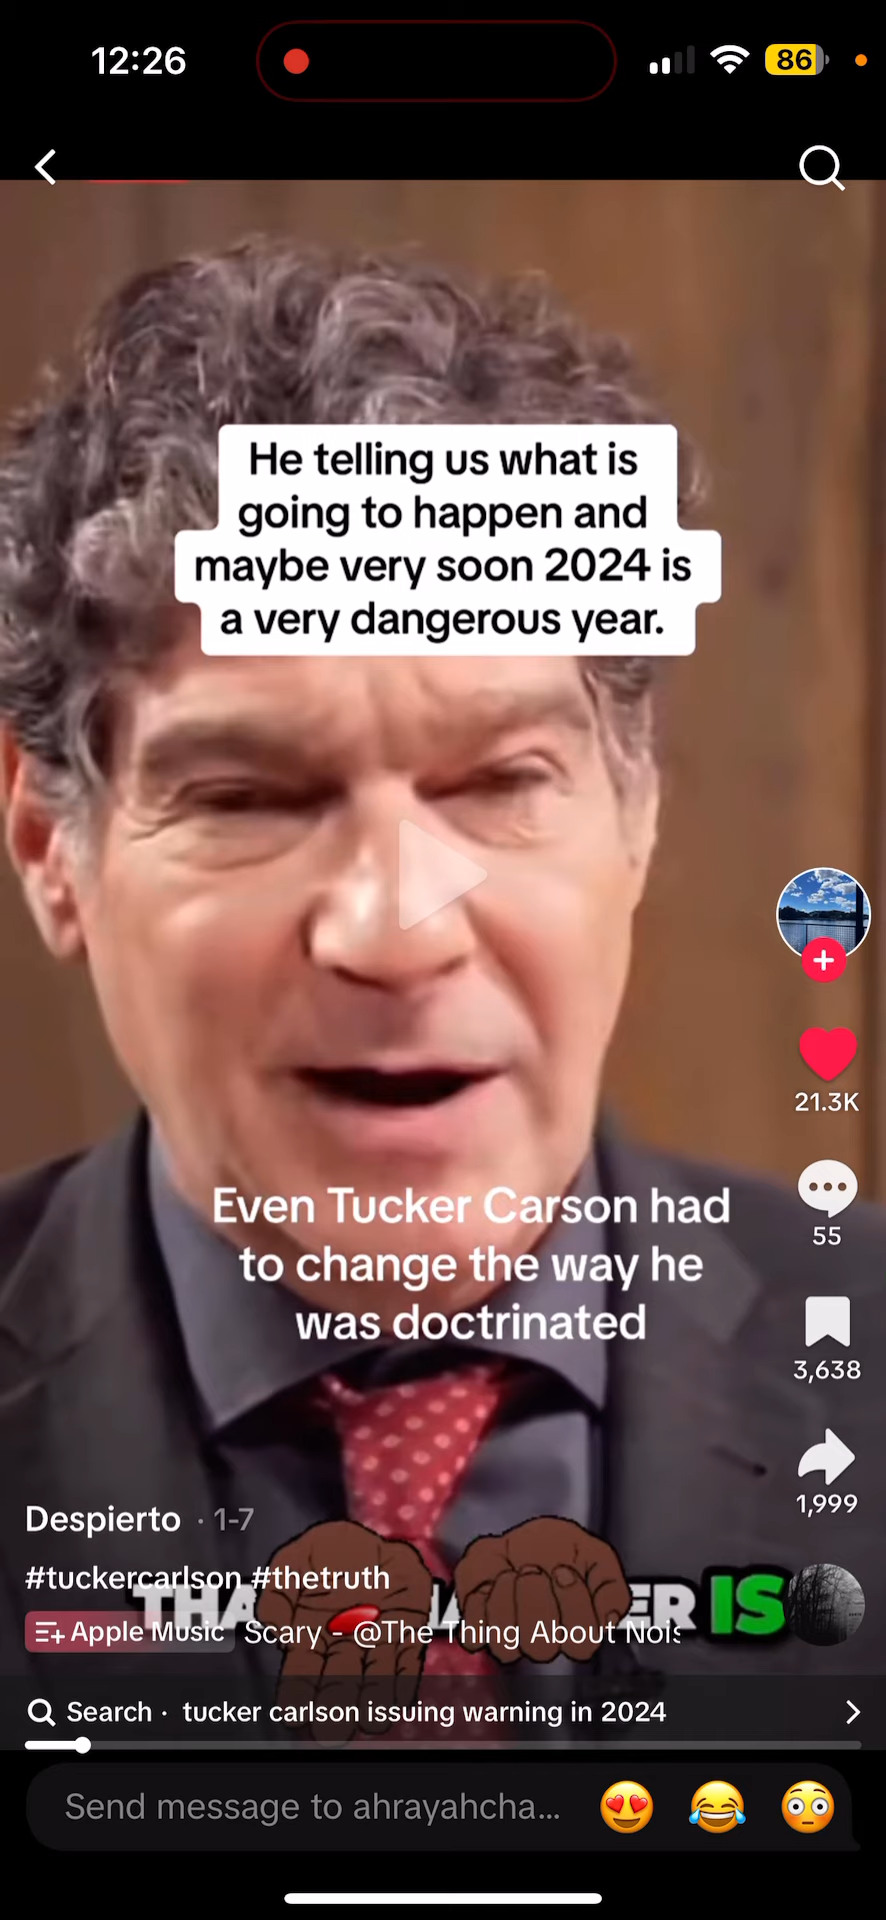 12:26
86
He telling us what is
going to happen and
maybe very soon 2024 is
a very dangerous year.
21.3K
55
Even Tucker Carson had
to change the way he
was doctrinated
3,638
1,999
Despierto · 1-7
#tuckercarlson #thetruth
IS
Apple Music Scary - @The Thing About Nois
Search · tucker carlson issuing warning in 2024
Send message to ahrayahcha...